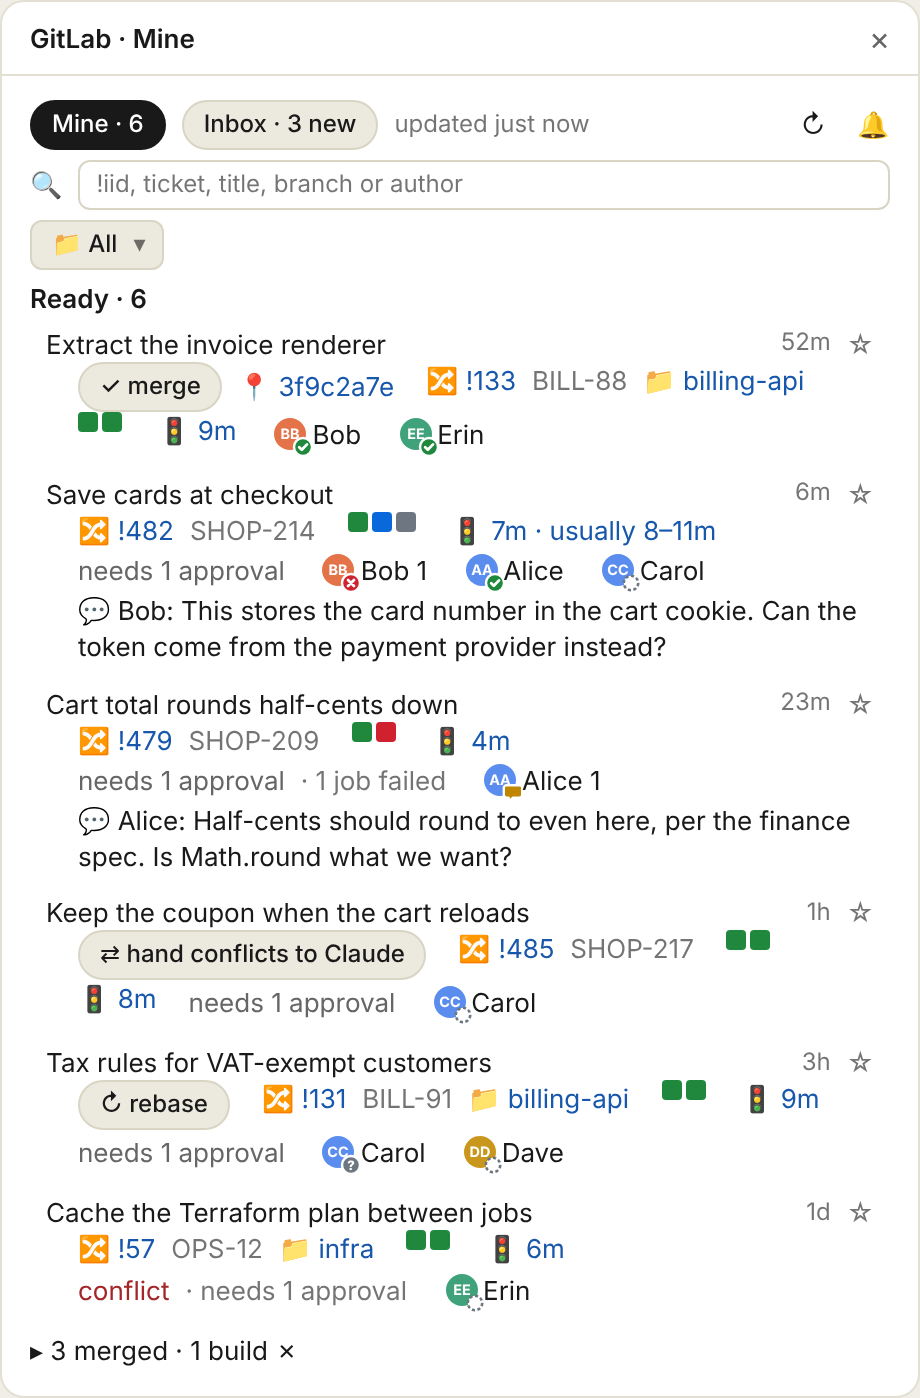 GitLab · Mine ×
Mine · 6 Inbox · 3 new updated just now
!iid, ticket, title, branch or author
All ▾
Ready · 6
Extract the invoice renderer 52m
✓ merge 3f9c2a7e !133 BILL-88 billing-api
9m BB Bob EE Erin
Save cards at checkout 6m
!482 SHOP-214 7m · usually 8–11m
needs 1 approval BB Bob 1 AA Alice CC Carol
Bob: This stores the card number in the cart cookie. Can the
token come from the payment provider instead?
Cart total rounds half-cents down 23m
!479 SHOP-209 4m
needs 1 approval · 1 job failed AA Alice 1
Alice: Half-cents should round to even here, per the finance
spec. Is Math.round what we want?
Keep the coupon when the cart reloads 1h
⇄ hand conflicts to Claude !485 SHOP-217
8m needs 1 approval CC Carol
Tax rules for VAT-exempt customers 3h
↻ rebase !131 BILL-91 billing-api 9m
needs 1 approval CC Carol DD Dave
Cache the Terraform plan between jobs 1d
!57 OPS-12 infra 6m
conflict · needs 1 approval EE Erin
▸ 3 merged · 1 build ×